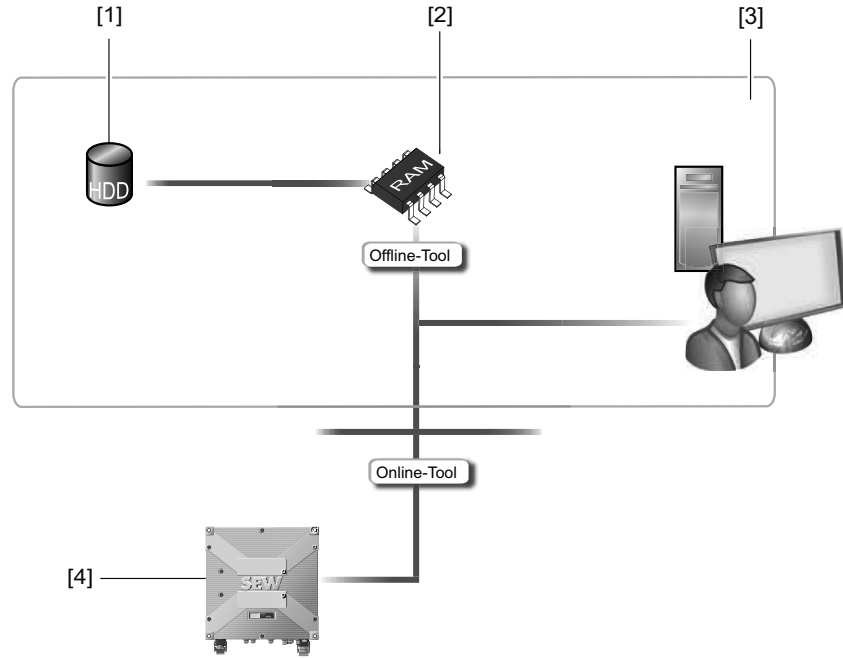 [1]
[2]
[3]
HDD
RAM
Offline-Tool
Online-Tool
[4]
SEW